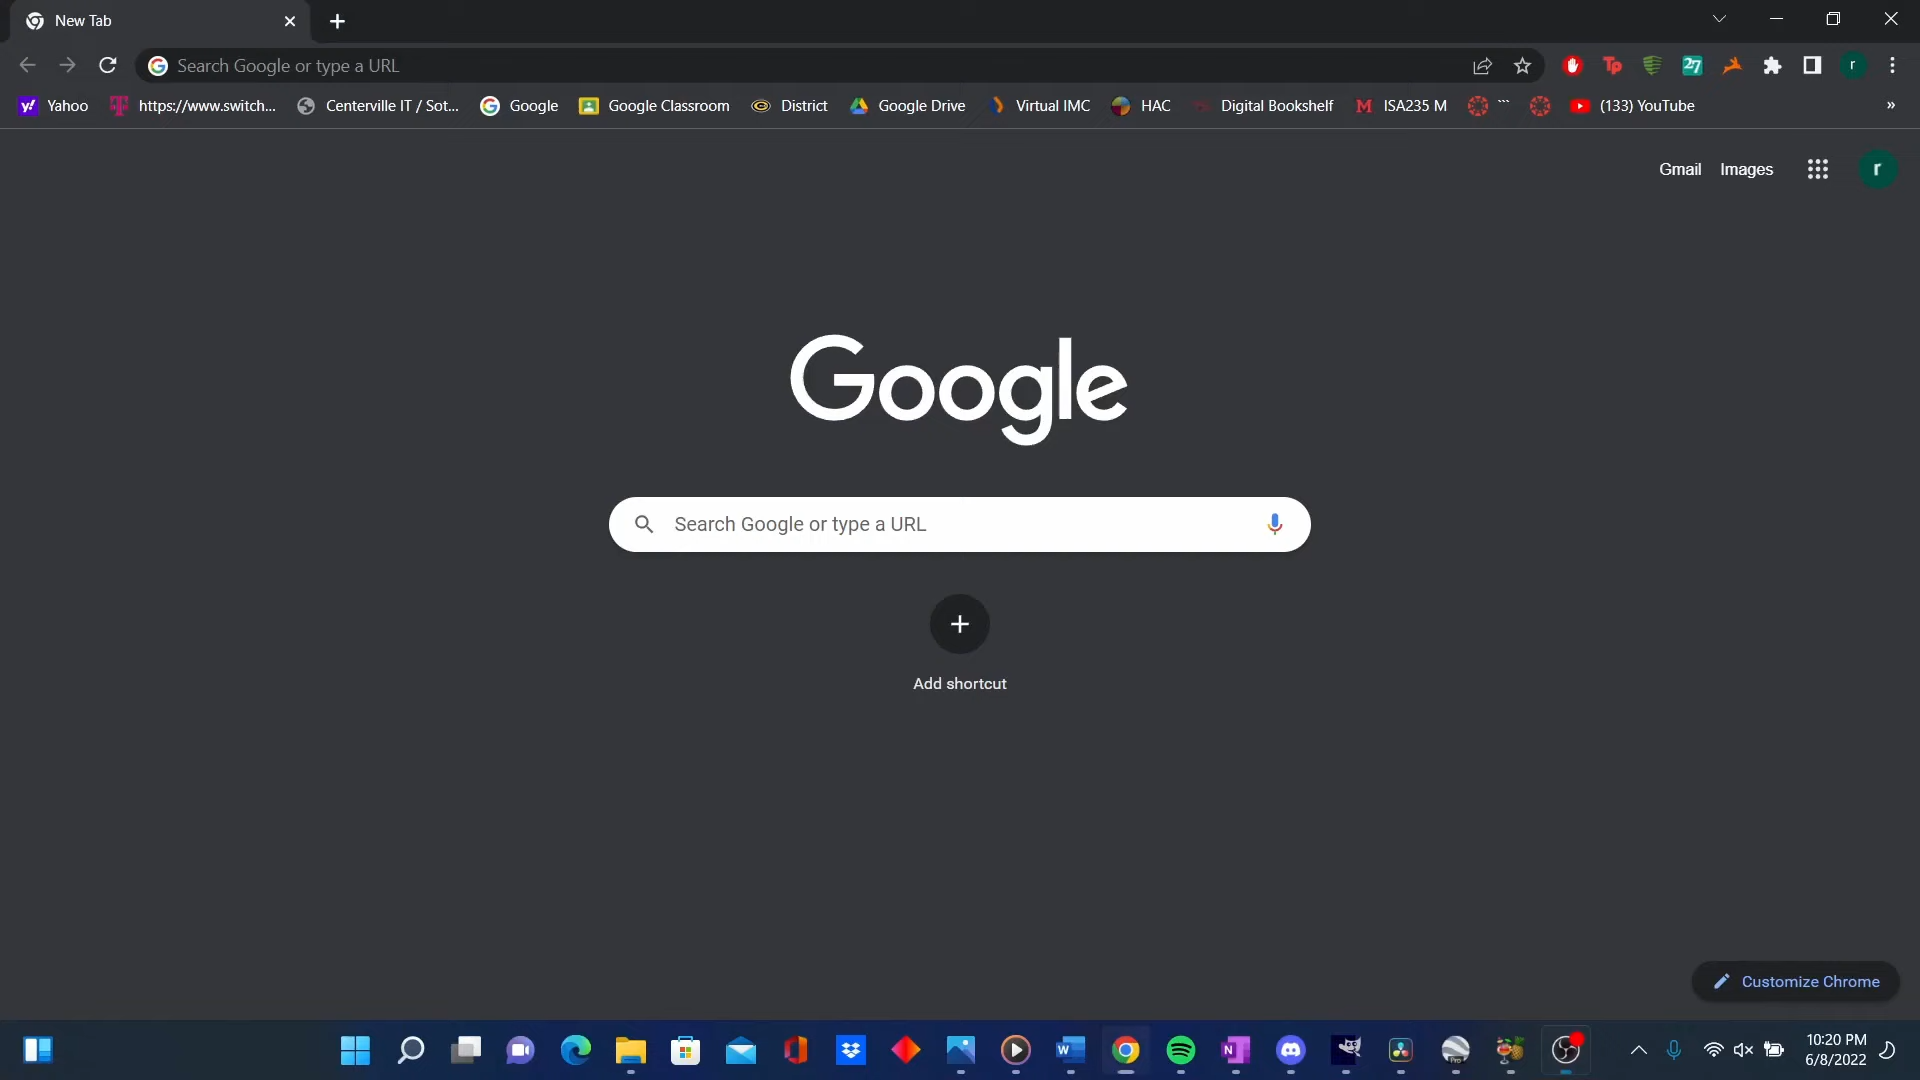 New Tab
Search Google or type a URL
27
r
Yahoo
https://www.switch...
Centerville IT / Sot...
Google
Google Classroom
District
Google Drive
Virtual IMC
HAC
Digital Bookshelf
M
ISA235 M
```
(133) YouTube
»
Gmail
Images
r
Google
Search Google or type a URL
Add shortcut
Customize Chrome
10:20 PM
6/8/2022